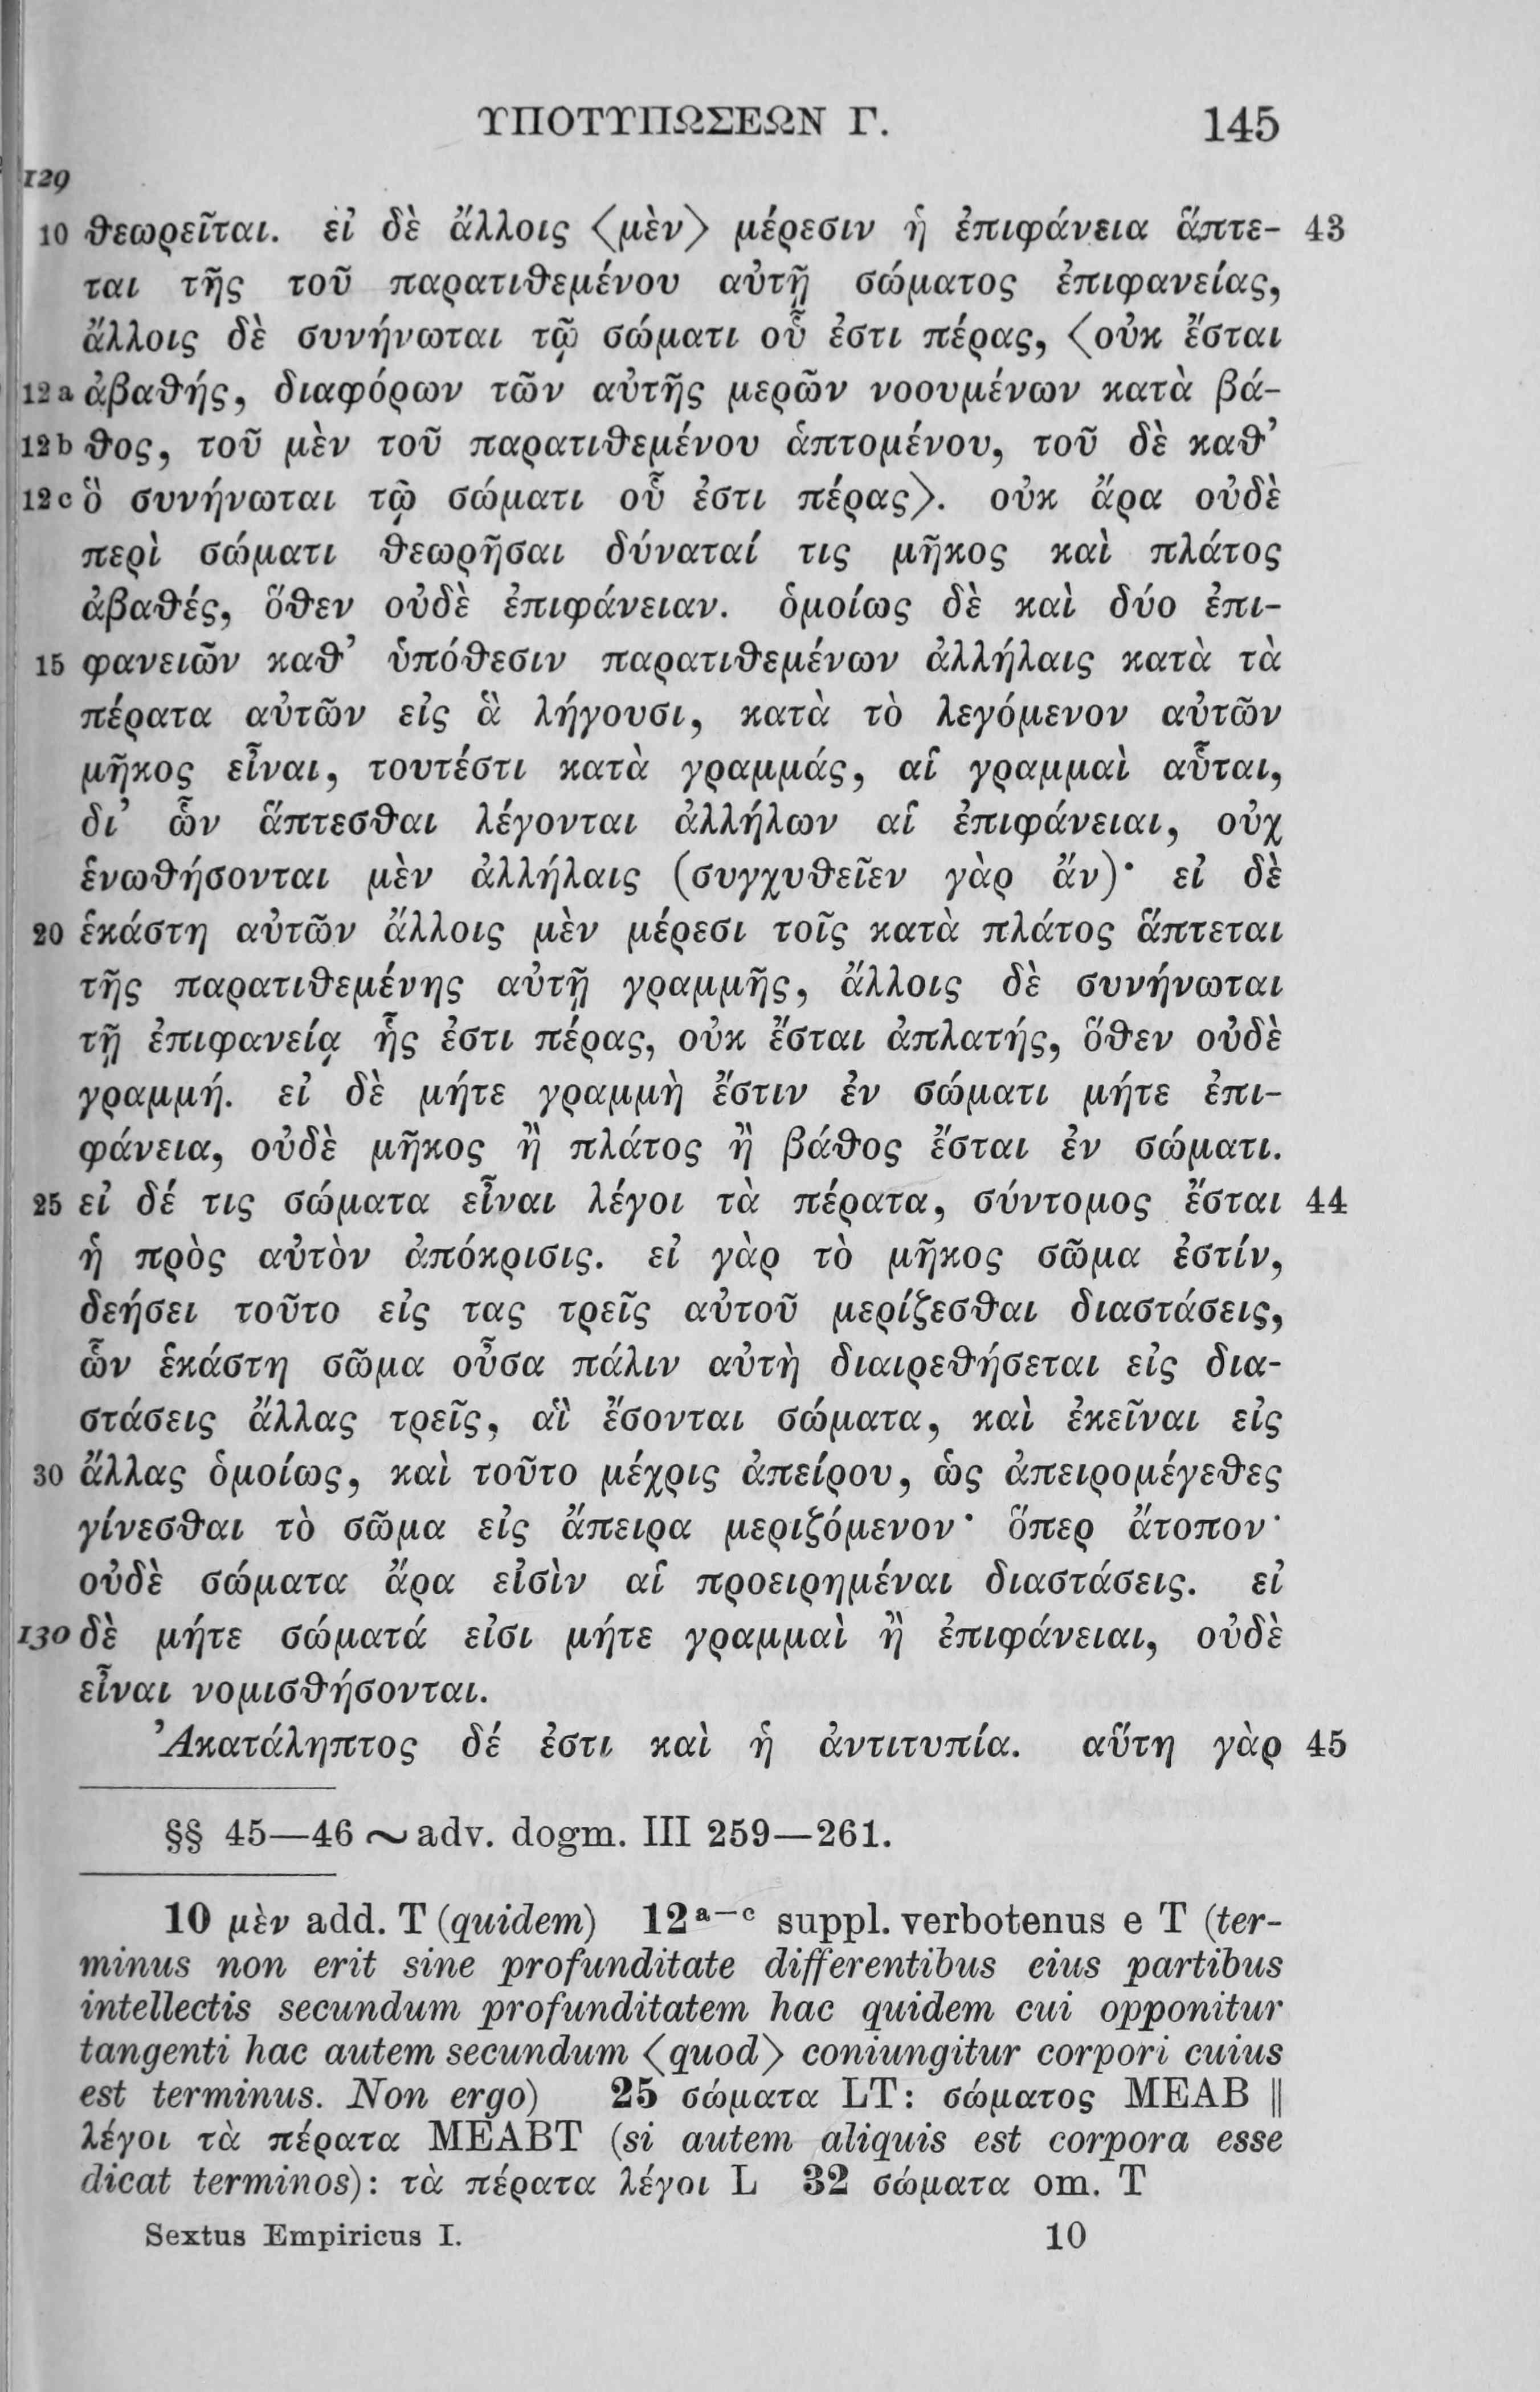 ΥΠΟΤΥΠΩΣΕΩΝ Γ. 145
129
10 θεωρεῖται. εἰ δὲ ἄλλοις ⟨μὲν⟩ μέρεσιν ἡ ἐπιφάνεια ἅπτε- 43
ται τῆς τοῦ παρατιθεμένου αὐτῇ σώματος ἐπιφανείας,
ἄλλοις δὲ συνήνωται τῷ σώματι οὗ ἐστι πέρας, ⟨οὐκ ἔσται
12a ἀβαθής, διαφόρων τῶν αὐτῆς μερῶν νοουμένων κατὰ βά-
12b θος, τοῦ μὲν τοῦ παρατιθεμένου ἁπτομένου, τοῦ δὲ καθ’
12c ὃ συνήνωται τῷ σώματι οὗ ἐστι πέρας⟩. οὐκ ἄρα οὐδὲ
περὶ σώματι θεωρῆσαι δύναταί τις μῆκος καὶ πλάτος
ἀβαθές, ὅθεν οὐδὲ ἐπιφάνειαν. ὁμοίως δὲ καὶ δύο ἐπι-
15 φανειῶν καθ’ ὑπόθεσιν παρατιθεμένων ἀλλήλαις κατὰ τὰ
πέρατα αὐτῶν εἰς ἃ λήγουσι, κατὰ τὸ λεγόμενον αὐτῶν
μῆκος εἶναι, τουτέστι κατὰ γραμμάς, αἱ γραμμαὶ αὗται,
δι’ ὧν ἅπτεσθαι λέγονται ἀλλήλων αἱ ἐπιφάνειαι, οὐχ
ἑνωθήσονται μὲν ἀλλήλαις (συγχυθεῖεν γὰρ ἄν)· εἰ δὲ
20 ἑκάστη αὐτῶν ἄλλοις μὲν μέρεσι τοῖς κατὰ πλάτος ἅπτεται
τῆς παρατιθεμένης αὐτῇ γραμμῆς, ἄλλοις δὲ συνήνωται
τῇ ἐπιφανείᾳ ἧς ἐστι πέρας, οὐκ ἔσται ἀπλατής, ὅθεν οὐδὲ
γραμμή. εἰ δὲ μήτε γραμμὴ ἔστιν ἐν σώματι μήτε ἐπι-
φάνεια, οὐδὲ μῆκος ἢ πλάτος ἢ βάθος ἔσται ἐν σώματι.
25 εἰ δέ τις σώματα εἶναι λέγοι τὰ πέρατα, σύντομος ἔσται 44
ἡ πρὸς αὐτὸν ἀπόκρισις. εἰ γὰρ τὸ μῆκος σῶμα ἐστίν,
δεήσει τοῦτο εἰς τας τρεῖς αὐτοῦ μερίζεσθαι διαστάσεις,
ὧν ἑκάστη σῶμα οὖσα πάλιν αὐτὴ διαιρεθήσεται εἰς δια-
στάσεις ἄλλας τρεῖς, αἳ ἔσονται σώματα, καὶ ἐκεῖναι εἰς
30 ἄλλας ὁμοίως, καὶ τοῦτο μέχρις ἀπείρου, ὡς ἀπειρομέγεθες
γίνεσθαι τὸ σῶμα εἰς ἄπειρα μεριζόμενον· ὅπερ ἄτοπον·
οὐδὲ σώματα ἄρα εἰσὶν αἱ προειρημέναι διαστάσεις. εἰ
130 δὲ μήτε σώματά εἰσι μήτε γραμμαὶ ἢ ἐπιφάνειαι, οὐδὲ
εἶναι νομισθήσονται.
Ἀκατάληπτος δέ ἐστι καὶ ἡ ἀντιτυπία. αὕτη γὰρ 45
§§ 45—46 ~ adv. dogm. III 259—261.
10 μὲν add. T (quidem) 12ᵃ⁻ᶜ suppl. verbotenus e T (ter-
minus non erit sine profunditate differentibus eius partibus
intellectis secundum profunditatem hac quidem cui opponitur
tangenti hac autem secundum ⟨quod⟩ coniungitur corpori cuius
est terminus. Non ergo) 25 σώματα LT: σώματος MEAB ||
λέγοι τὰ πέρατα MEABT (si autem aliquis est corpora esse
dicat terminos): τὰ πέρατα λέγοι L 32 σώματα om. T
Sextus Empiricus I. 10